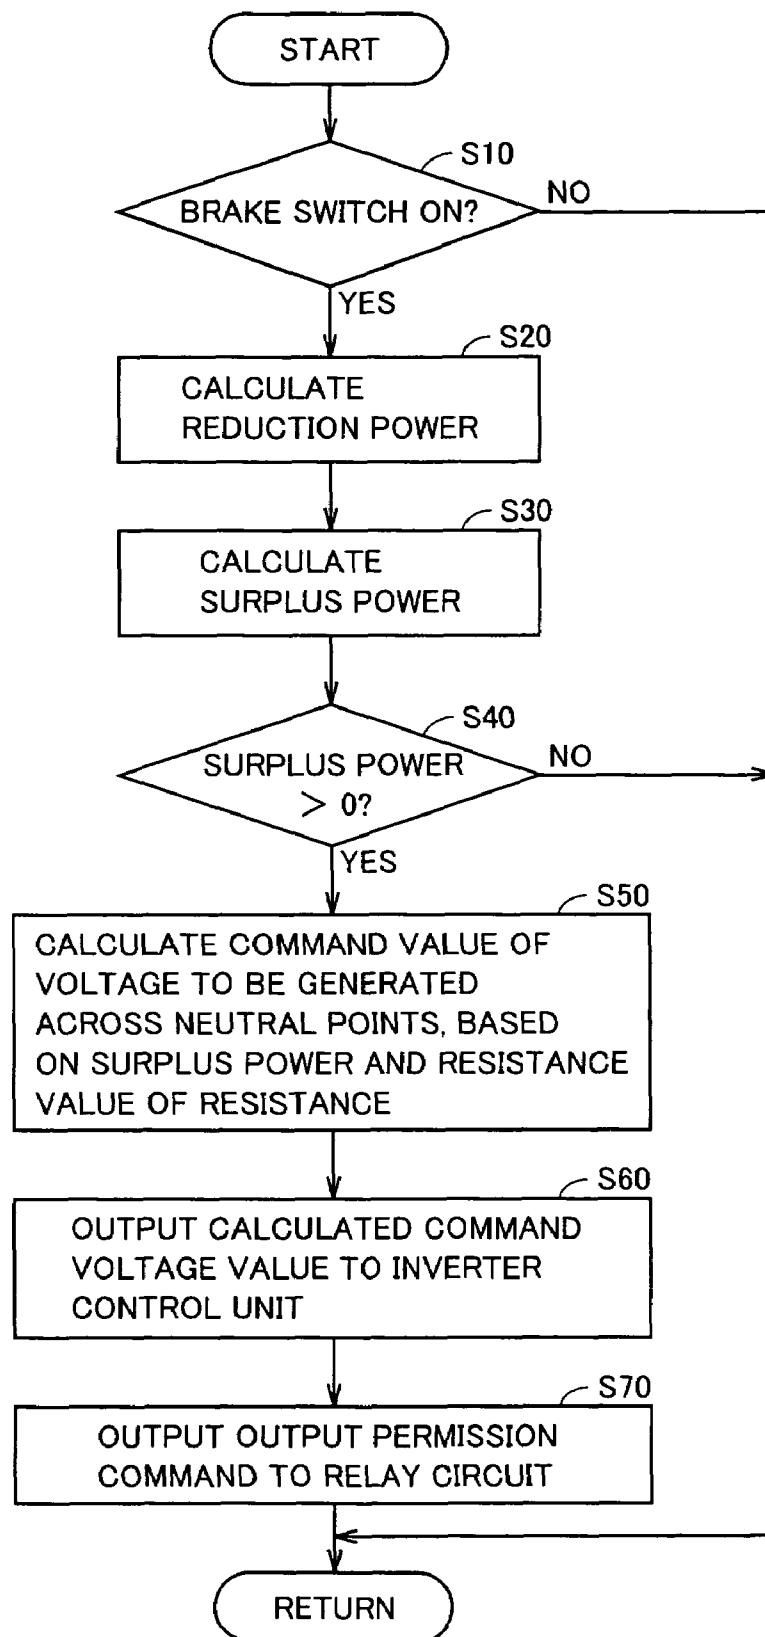 START
S10
BRAKE SWITCH ON?
NO
YES
S20
CALCULATE
REDUCTION POWER
S30
CALCULATE
SURPLUS POWER
S40
SURPLUS POWER
> 0?
NO
YES
S50
CALCULATE COMMAND VALUE OF
VOLTAGE TO BE GENERATED
ACROSS NEUTRAL POINTS, BASED
ON SURPLUS POWER AND RESISTANCE
VALUE OF RESISTANCE
S60
OUTPUT CALCULATED COMMAND
VOLTAGE VALUE TO INVERTER
CONTROL UNIT
S70
OUTPUT OUTPUT PERMISSION
COMMAND TO RELAY CIRCUIT
RETURN